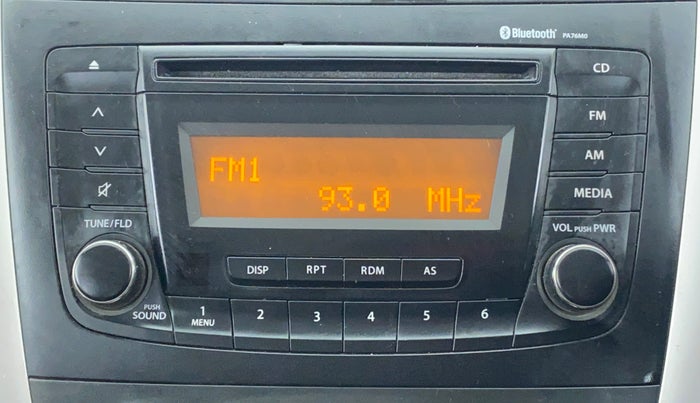 Bluetooth® PA76M0
CD
FM
AM
MEDIA
FM1
93.0 MHz
TUNE/FLD
VOL PUSH PWR
DISP RPT RDM AS
PUSH
SOUND
1 2 3 4 5 6
MENU